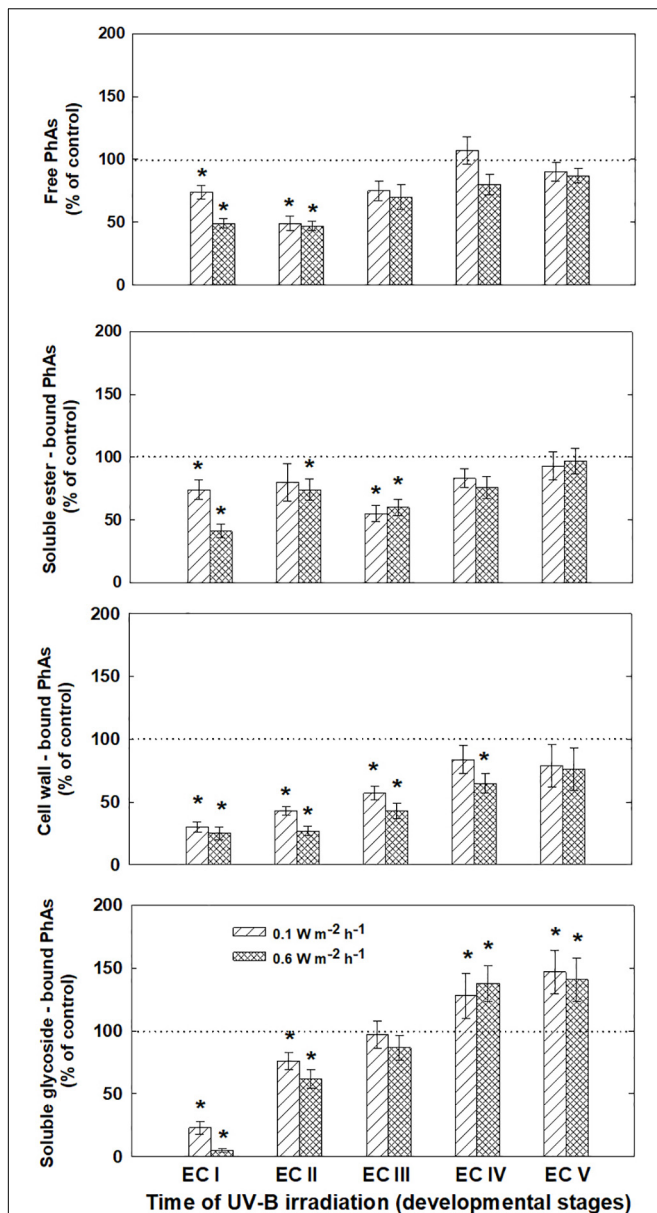 Free PhAs
(% of control)
200
150
100
50
0
* * * *
Soluble ester - bound PhAs
(% of control)
200
150
100
50
0
* * * * *
Cell wall - bound PhAs
(% of control)
200
150
100
50
0
* * * * * * *
Soluble glycoside - bound PhAs
(% of control)
200
150
100
50
0
0.1 W m⁻² h⁻¹
0.6 W m⁻² h⁻¹
* * * * * * * *
EC I EC II EC III EC IV EC V
Time of UV-B irradiation (developmental stages)